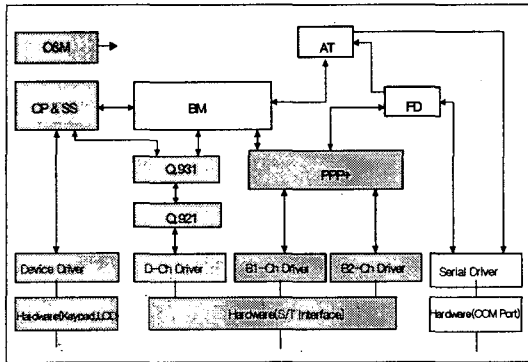 O&M
AT
CP & SS
BM
FD
Q.931
PPP+
Q.921
Device Driver
D-Ch Driver
B1-Ch Driver
B2-Ch Driver
Serial Driver
Hardware(Keypad,LCD)
Hardware(S/T Interface)
Hardware(COM Port)